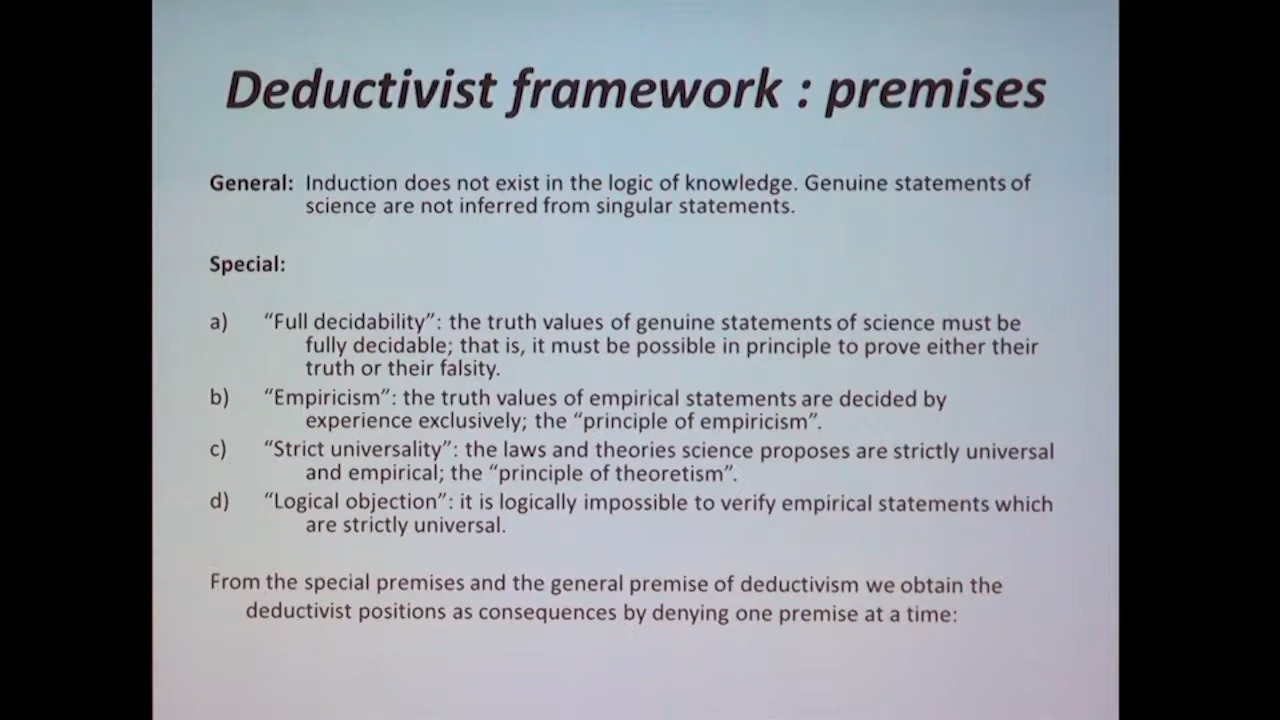 Deductivist framework : premises
General: Induction does not exist in the logic of knowledge. Genuine statements of
science are not inferred from singular statements.
Special:
a) “Full decidability”: the truth values of genuine statements of science must be
fully decidable; that is, it must be possible in principle to prove either their
truth or their falsity.
b) “Empiricism”: the truth values of empirical statements are decided by
experience exclusively; the “principle of empiricism”.
c) “Strict universality”: the laws and theories science proposes are strictly universal
and empirical; the “principle of theoretism”.
d) “Logical objection”: it is logically impossible to verify empirical statements which
are strictly universal.
From the special premises and the general premise of deductivism we obtain the
deductivist positions as consequences by denying one premise at a time: